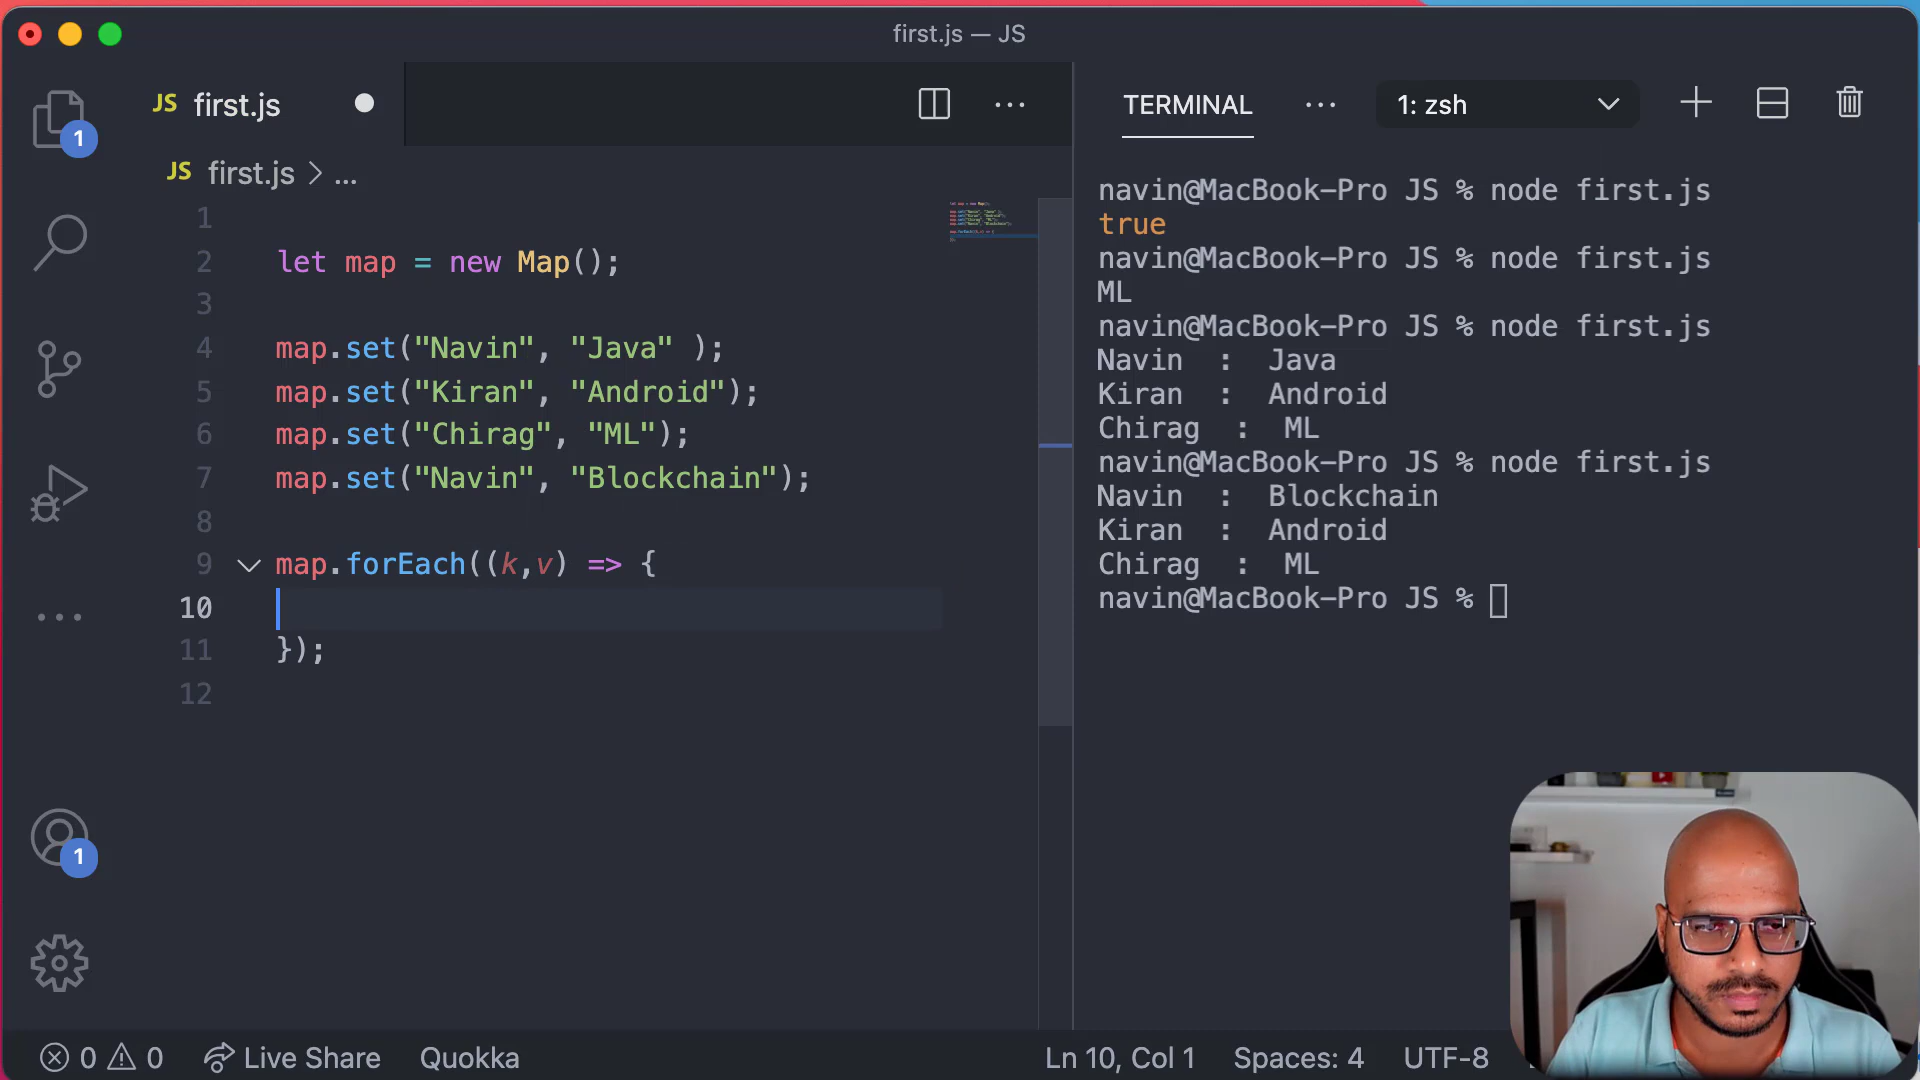 first.js — JS
JS first.js
TERMINAL
1: zsh
1
JS first.js > ...
1
2 let map = new Map();
3
4 map.set("Navin", "Java" );
5 map.set("Kiran", "Android");
6 map.set("Chirag", "ML");
7 map.set("Navin", "Blockchain");
8
9 map.forEach((k,v) => {
10
11 });
12
navin@MacBook-Pro JS % node first.js
true
navin@MacBook-Pro JS % node first.js
ML
navin@MacBook-Pro JS % node first.js
Navin : Java
Kiran : Android
Chirag : ML
navin@MacBook-Pro JS % node first.js
Navin : Blockchain
Kiran : Android
Chirag : ML
navin@MacBook-Pro JS %
1
0 0 Live Share Quokka Ln 10, Col 1 Spaces: 4 UTF-8